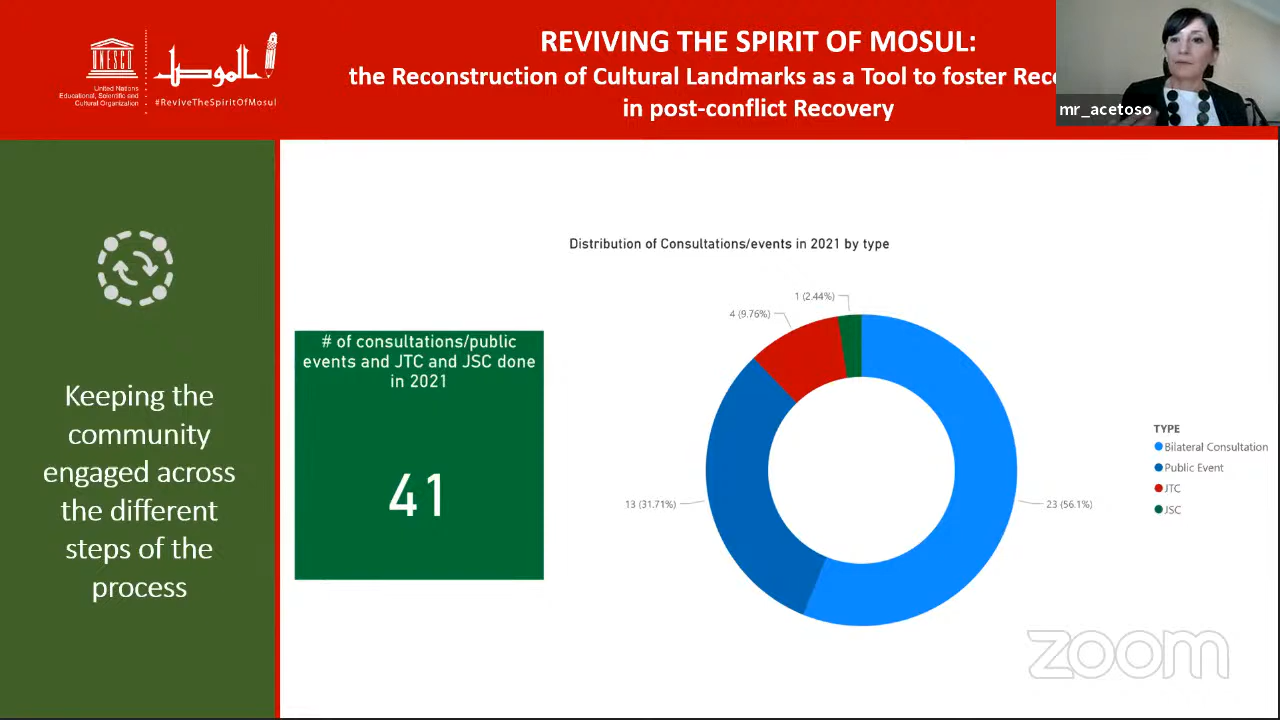 UNESCO
United Nations
Educational, Scientific and
Cultural Organization
الموصل
#ReviveTheSpiritOfMosul
REVIVING THE SPIRIT OF MOSUL:
the Reconstruction of Cultural Landmarks as a Tool to foster
in post-conflict Recovery
mr_acetoso
Keeping the
community
engaged across
the different
steps of the
process
# of consultations/public
events and JTC and JSC done
in 2021
41
Distribution of Consultations/events in 2021 by type
1 (2.44%)
4 (9.76%)
13 (31.71%)
23 (56.1%)
TYPE
Bilateral Consultation
Public Event
JTC
JSC
zoom